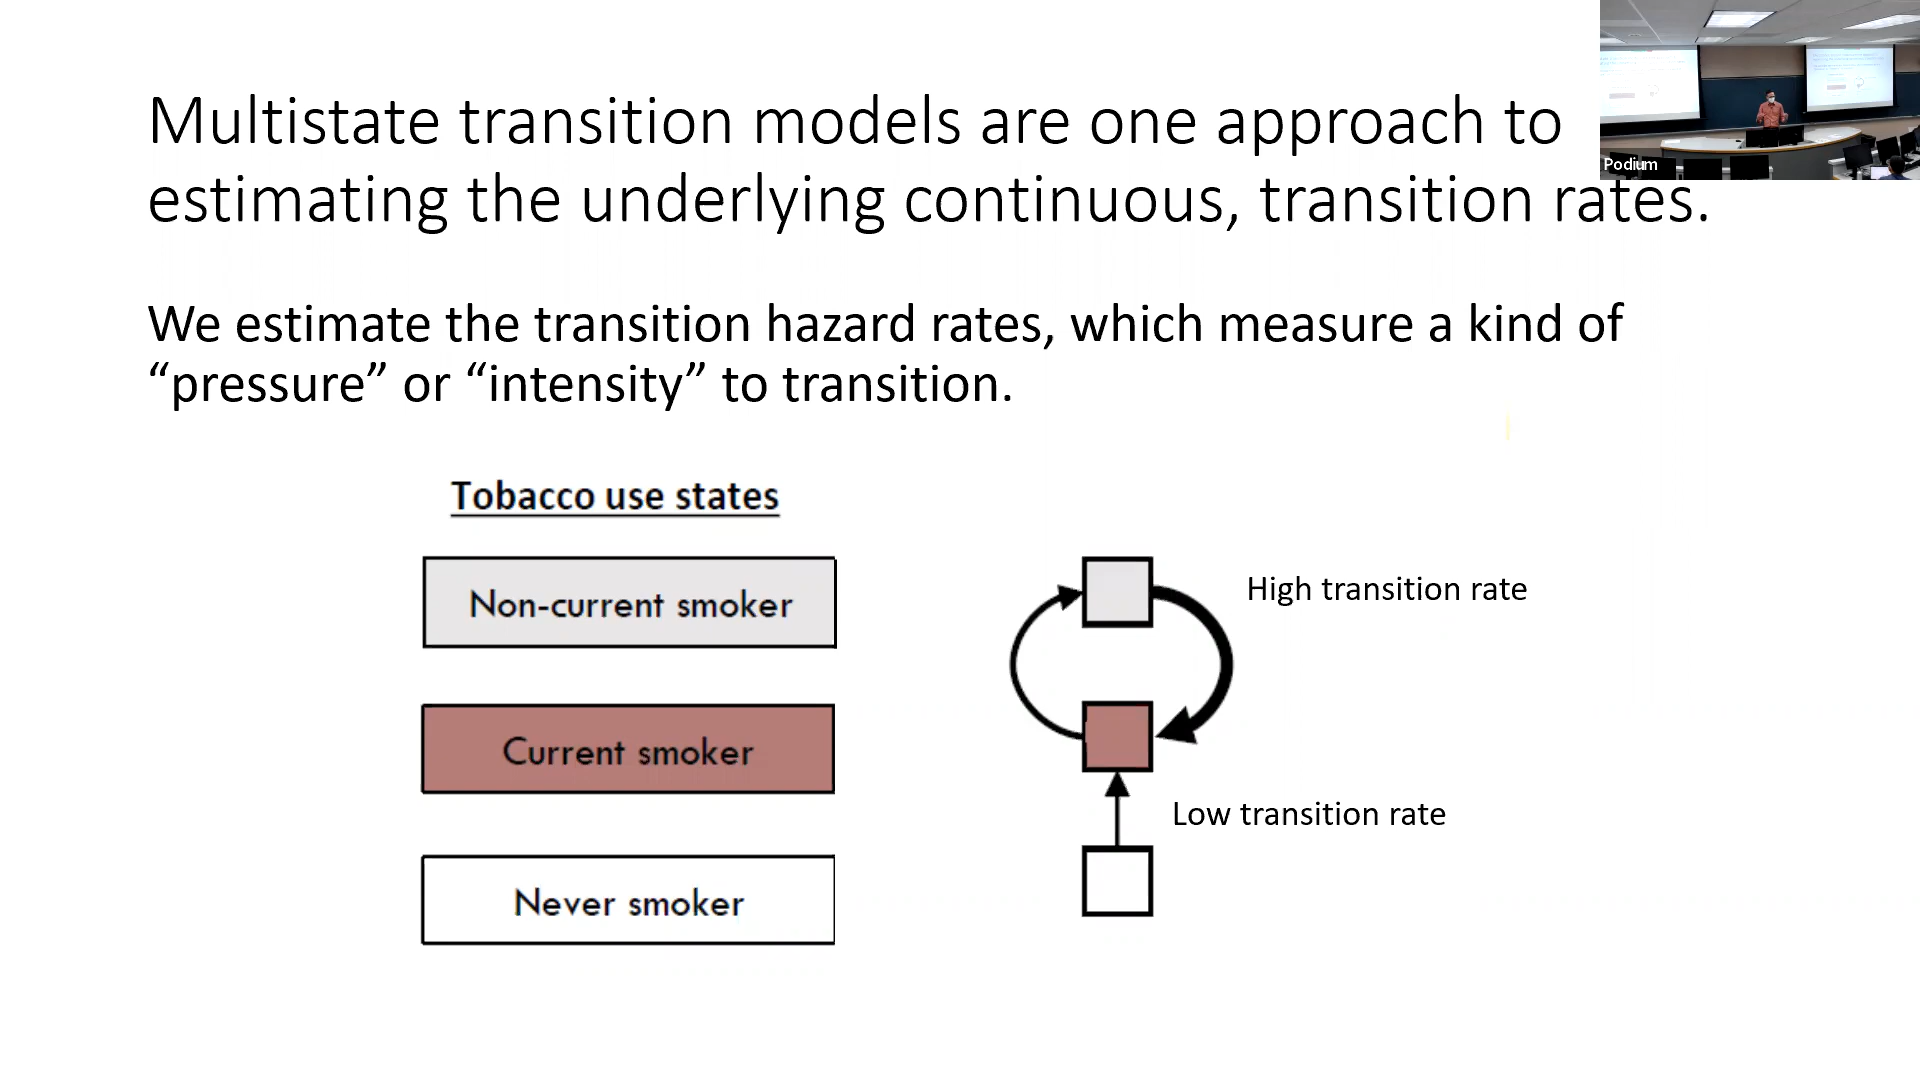 Multistate transition models are one approach to
estimating the underlying continuous, transition rates.
Podium
We estimate the transition hazard rates, which measure a kind of
“pressure” or “intensity” to transition.
Tobacco use states
Non-current smoker
High transition rate
Current smoker
Low transition rate
Never smoker